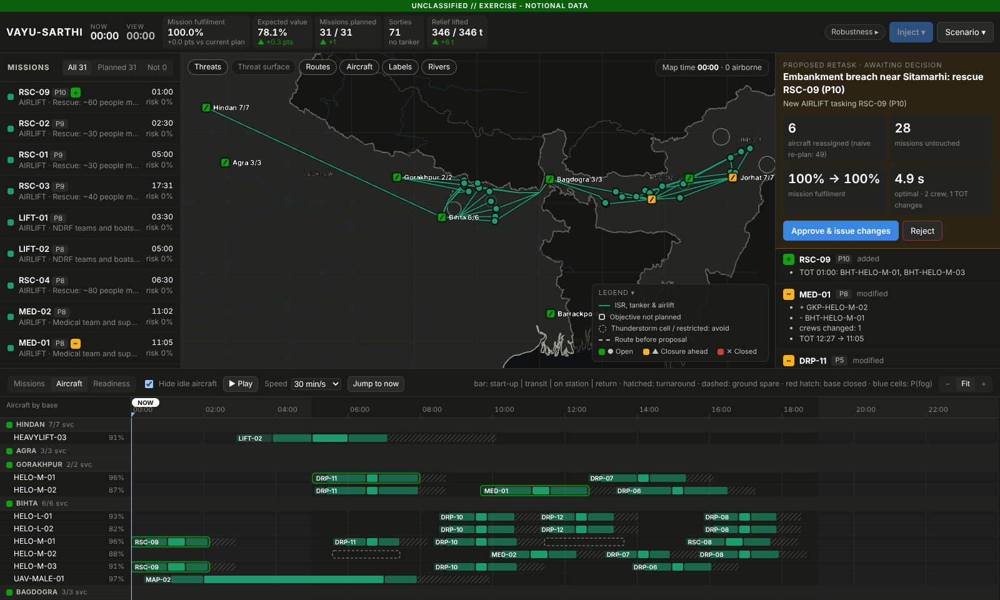 UNCLASSIFIED // EXERCISE - NOTIONAL DATA
VAYU-SARTHI
NOW
00:00
VIEW
00:00
Mission fulfilment
100.0%
+0.0 pts vs current plan
Expected value
78.1%
▲ +0.3 pts
Missions planned
31 / 31
▲ +1
Sorties
71
no tanker
Relief lifted
346 / 346 t
▲ +6 t
Robustness ▸
Inject ▾
Scenario ▾
MISSIONS
All 31
Planned 31
Not 0
RSC-09 P10 + 01:00
AIRLIFT · Rescue: ~60 people m... risk 0%
RSC-02 P9 02:30
AIRLIFT · Rescue: ~30 people m... risk 0%
RSC-01 P9 05:00
AIRLIFT · Rescue: ~30 people m... risk 0%
RSC-03 P9 17:31
AIRLIFT · Rescue: ~40 people m... risk 0%
LIFT-01 P8 03:30
AIRLIFT · NDRF teams and boats... risk 0%
LIFT-02 P8 05:00
AIRLIFT · NDRF teams and boats... risk 0%
RSC-04 P8 06:30
AIRLIFT · Rescue: ~80 people m... risk 0%
MED-02 P8 11:02
AIRLIFT · Medical team and sup... risk 0%
MED-01 P8 ~ 11:05
AIRLIFT · Medical team and sup... risk 0%
Threats
Threat surface
Routes
Aircraft
Labels
Rivers
Map time 00:00 · 0 airborne
Hindan 7/7
Agra 3/3
Lucknow
Gorakhpur 2/2
Bihta 6/6
Bagdogra 3/3
DRP-03
RSC-02
Jorhat 7/7
Barrackpo
LEGEND ▾
ISR, tanker & airlift
Objective not planned
Thunderstorm cell / restricted: avoid
Route before proposal
Open
▲ Closure ahead
✕ Closed
PROPOSED RETASK · AWAITING DECISION
Embankment breach near Sitamarhi: rescue
RSC-09 (P10)
New AIRLIFT tasking RSC-09 (P10)
6
aircraft reassigned (naive
re-plan: 49)
28
missions untouched
100% → 100%
mission fulfilment
4.9 s
optimal · 2 crew, 1 TOT
changes
Approve & issue changes
Reject
+ RSC-09 P10 added
• TOT 01:00: BHT-HELO-M-01, BHT-HELO-M-03
~ MED-01 P8 modified
• + GKP-HELO-M-02
• - BHT-HELO-M-01
• crews changed: 1
• TOT 12:27 → 11:05
~ DRP-11 P5 modified
Missions
Aircraft
Readiness
Hide idle aircraft
▶ Play
Speed
30 min/s
Jump to now
bar: start-up | transit | on station | return · hatched: turnaround · dashed: ground spare · red hatch: base closed · blue cells: P(fog)
−
Fit
+
Aircraft by base
NOW
00:00 02:00 04:00 06:00 08:00 10:00 12:00 14:00 16:00 18:00 20:00 22:00
HINDAN 7/7 svc
HEAVYLIFT-03 91% LIFT-02
AGRA 3/3 svc
GORAKHPUR 2/2 svc
HELO-M-01 96% DRP-11 DRP-07
HELO-M-02 87% DRP-11 MED-01 DRP-06
BIHTA 6/6 svc
HELO-L-01 93% DRP-10 DRP-12 DRP-08
HELO-L-02 82% DRP-10 DRP-12 DRP-08
HELO-M-01 96% RSC-09 DRP-11 DRP-10 RSC-08
HELO-M-02 88% MED-02 DRP-07 DRP-08
HELO-M-03 91% RSC-09 DRP-10 DRP-06
UAV-MALE-01 97% MAP-02
BAGDOGRA 3/3 svc